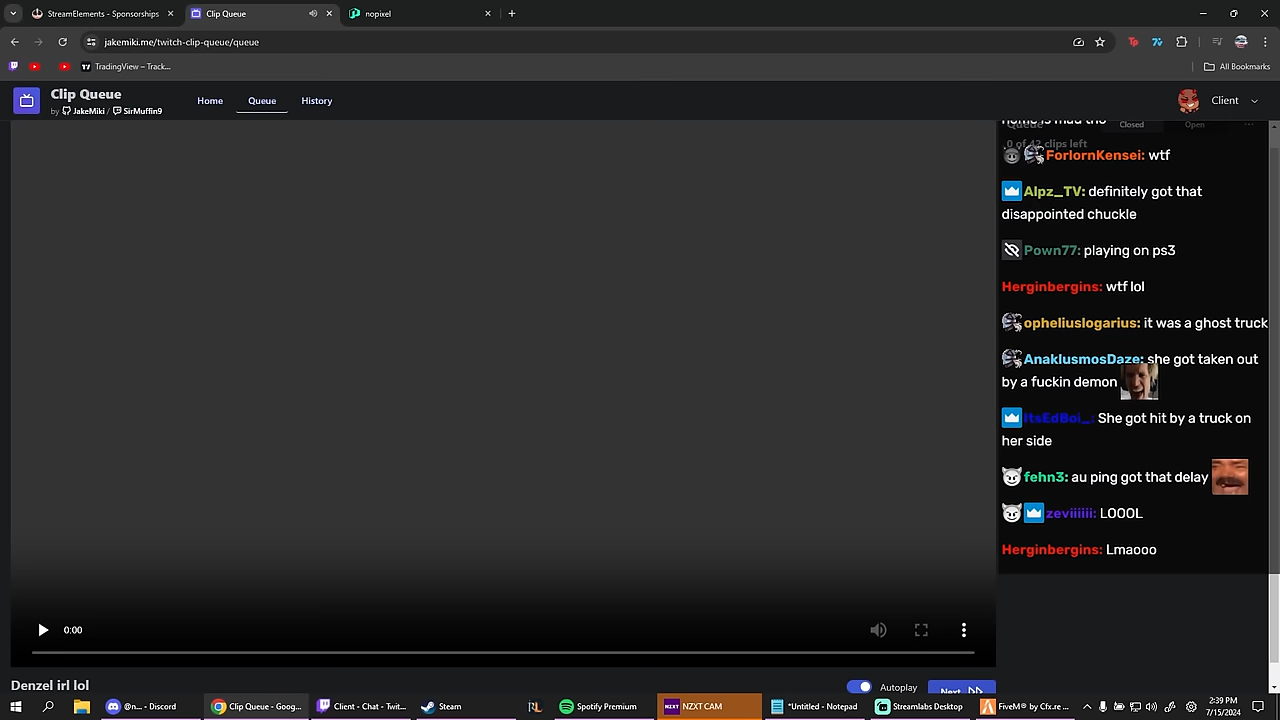 StreamElements - Sponsorships
Clip Queue
nopixel
jakemiki.me/twitch-clip-queue/queue
TradingView – Track...
All Bookmarks
Clip Queue
by JakeMiki / SirMuffin9
Home
Queue
History
Client
Queue
Closed
Open
home is mad tho
0 of 42 clips left
ForlornKensei: wtf
Alpz_TV: definitely got that
disappointed chuckle
Pown77: playing on ps3
Herginbergins: wtf lol
opheliuslogarius: it was a ghost truck
AnaklusmosDaze: she got taken out
by a fuckin demon
ItsEdBoi_: She got hit by a truck on
her side
fehn3: au ping got that delay
zeviiiiii: LOOOL
Herginbergins: Lmaooo
0:00
Denzel irl lol
Autoplay
Next
@n... - Discord
Clip Queue - Goog...
Client - Chat - Twit...
Steam
Spotify Premium
NZXT
NZXT CAM
*Untitled - Notepad
Streamlabs Desktop
FiveM® by Cfx.re ...
2:39 PM
7/15/2024